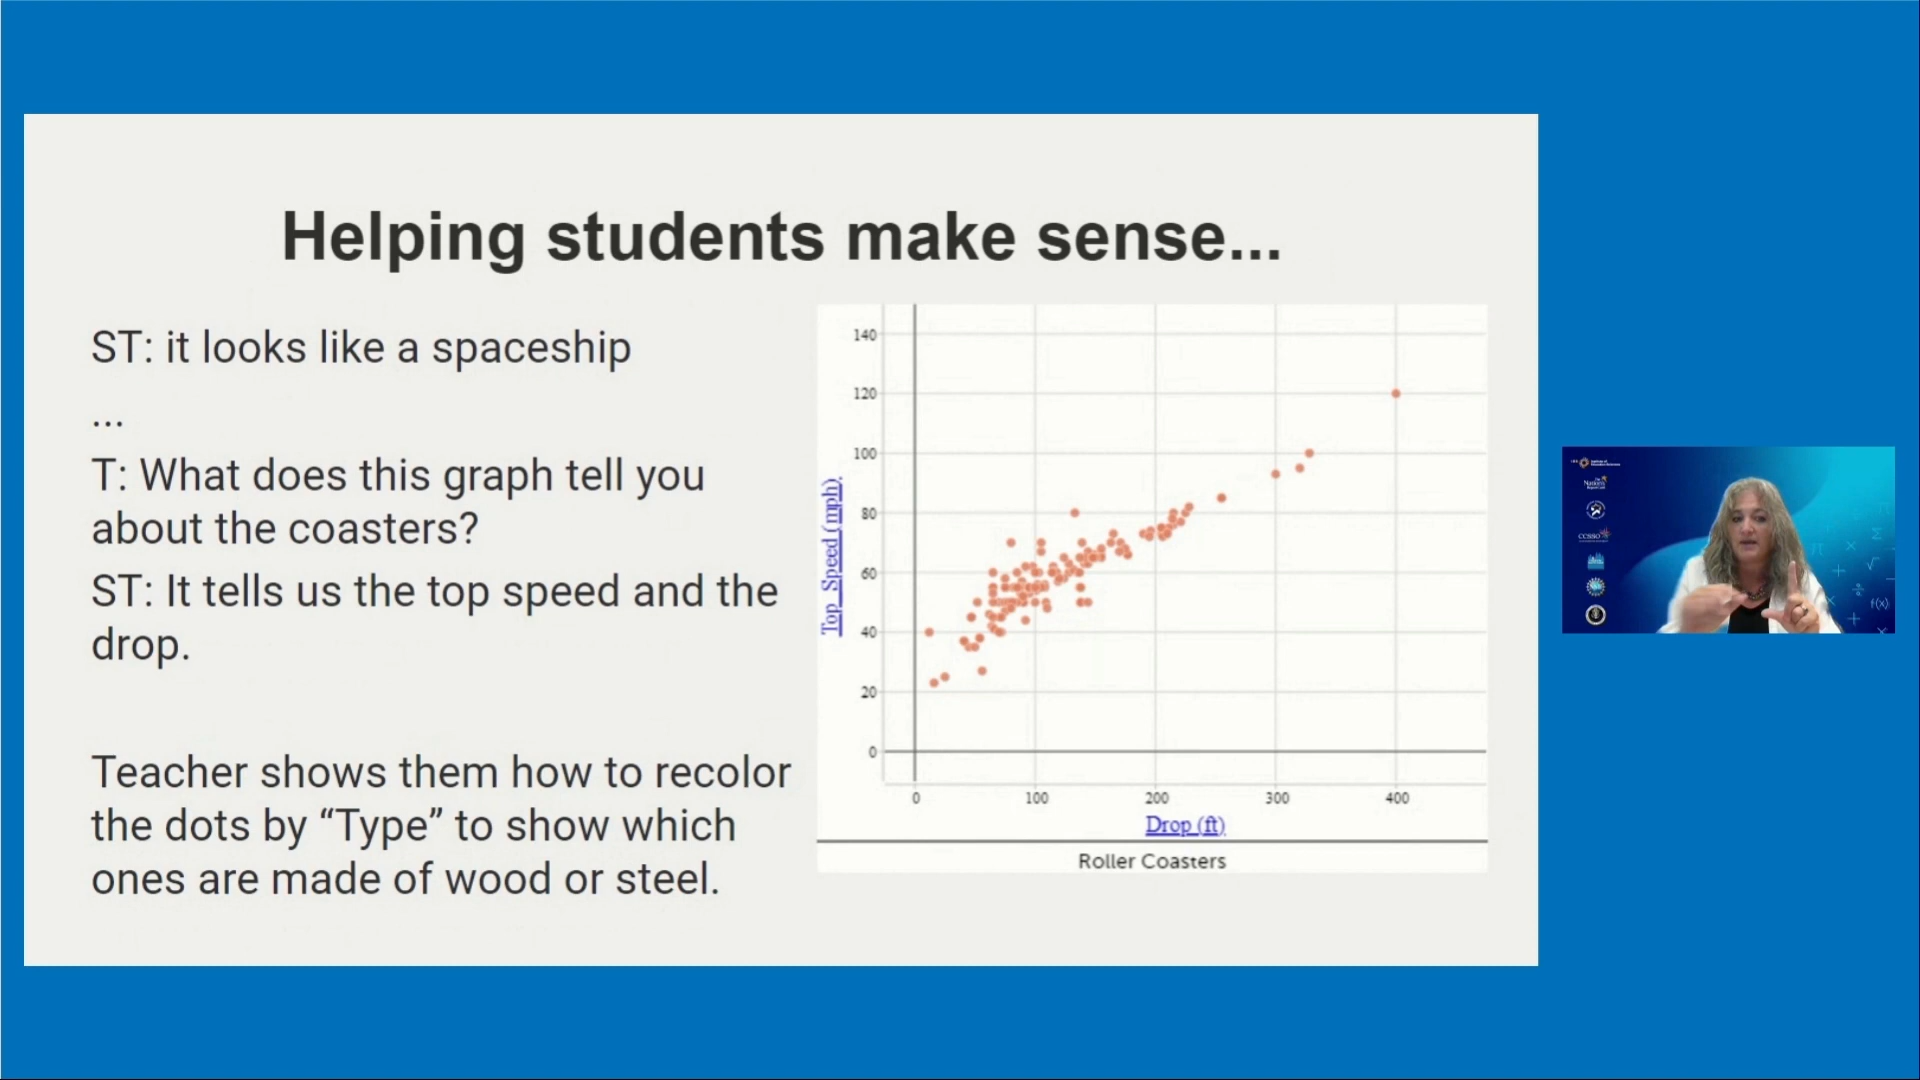 Helping students make sense...
ST: it looks like a spaceship
...
T: What does this graph tell you
about the coasters?
ST: It tells us the top speed and the
drop.
Teacher shows them how to recolor
the dots by “Type” to show which
ones are made of wood or steel.
Top_Speed (mph)
140
120
100
80
60
40
20
0
0 100 200 300 400
Drop (ft)
Roller Coasters
CCSSO
f(x)